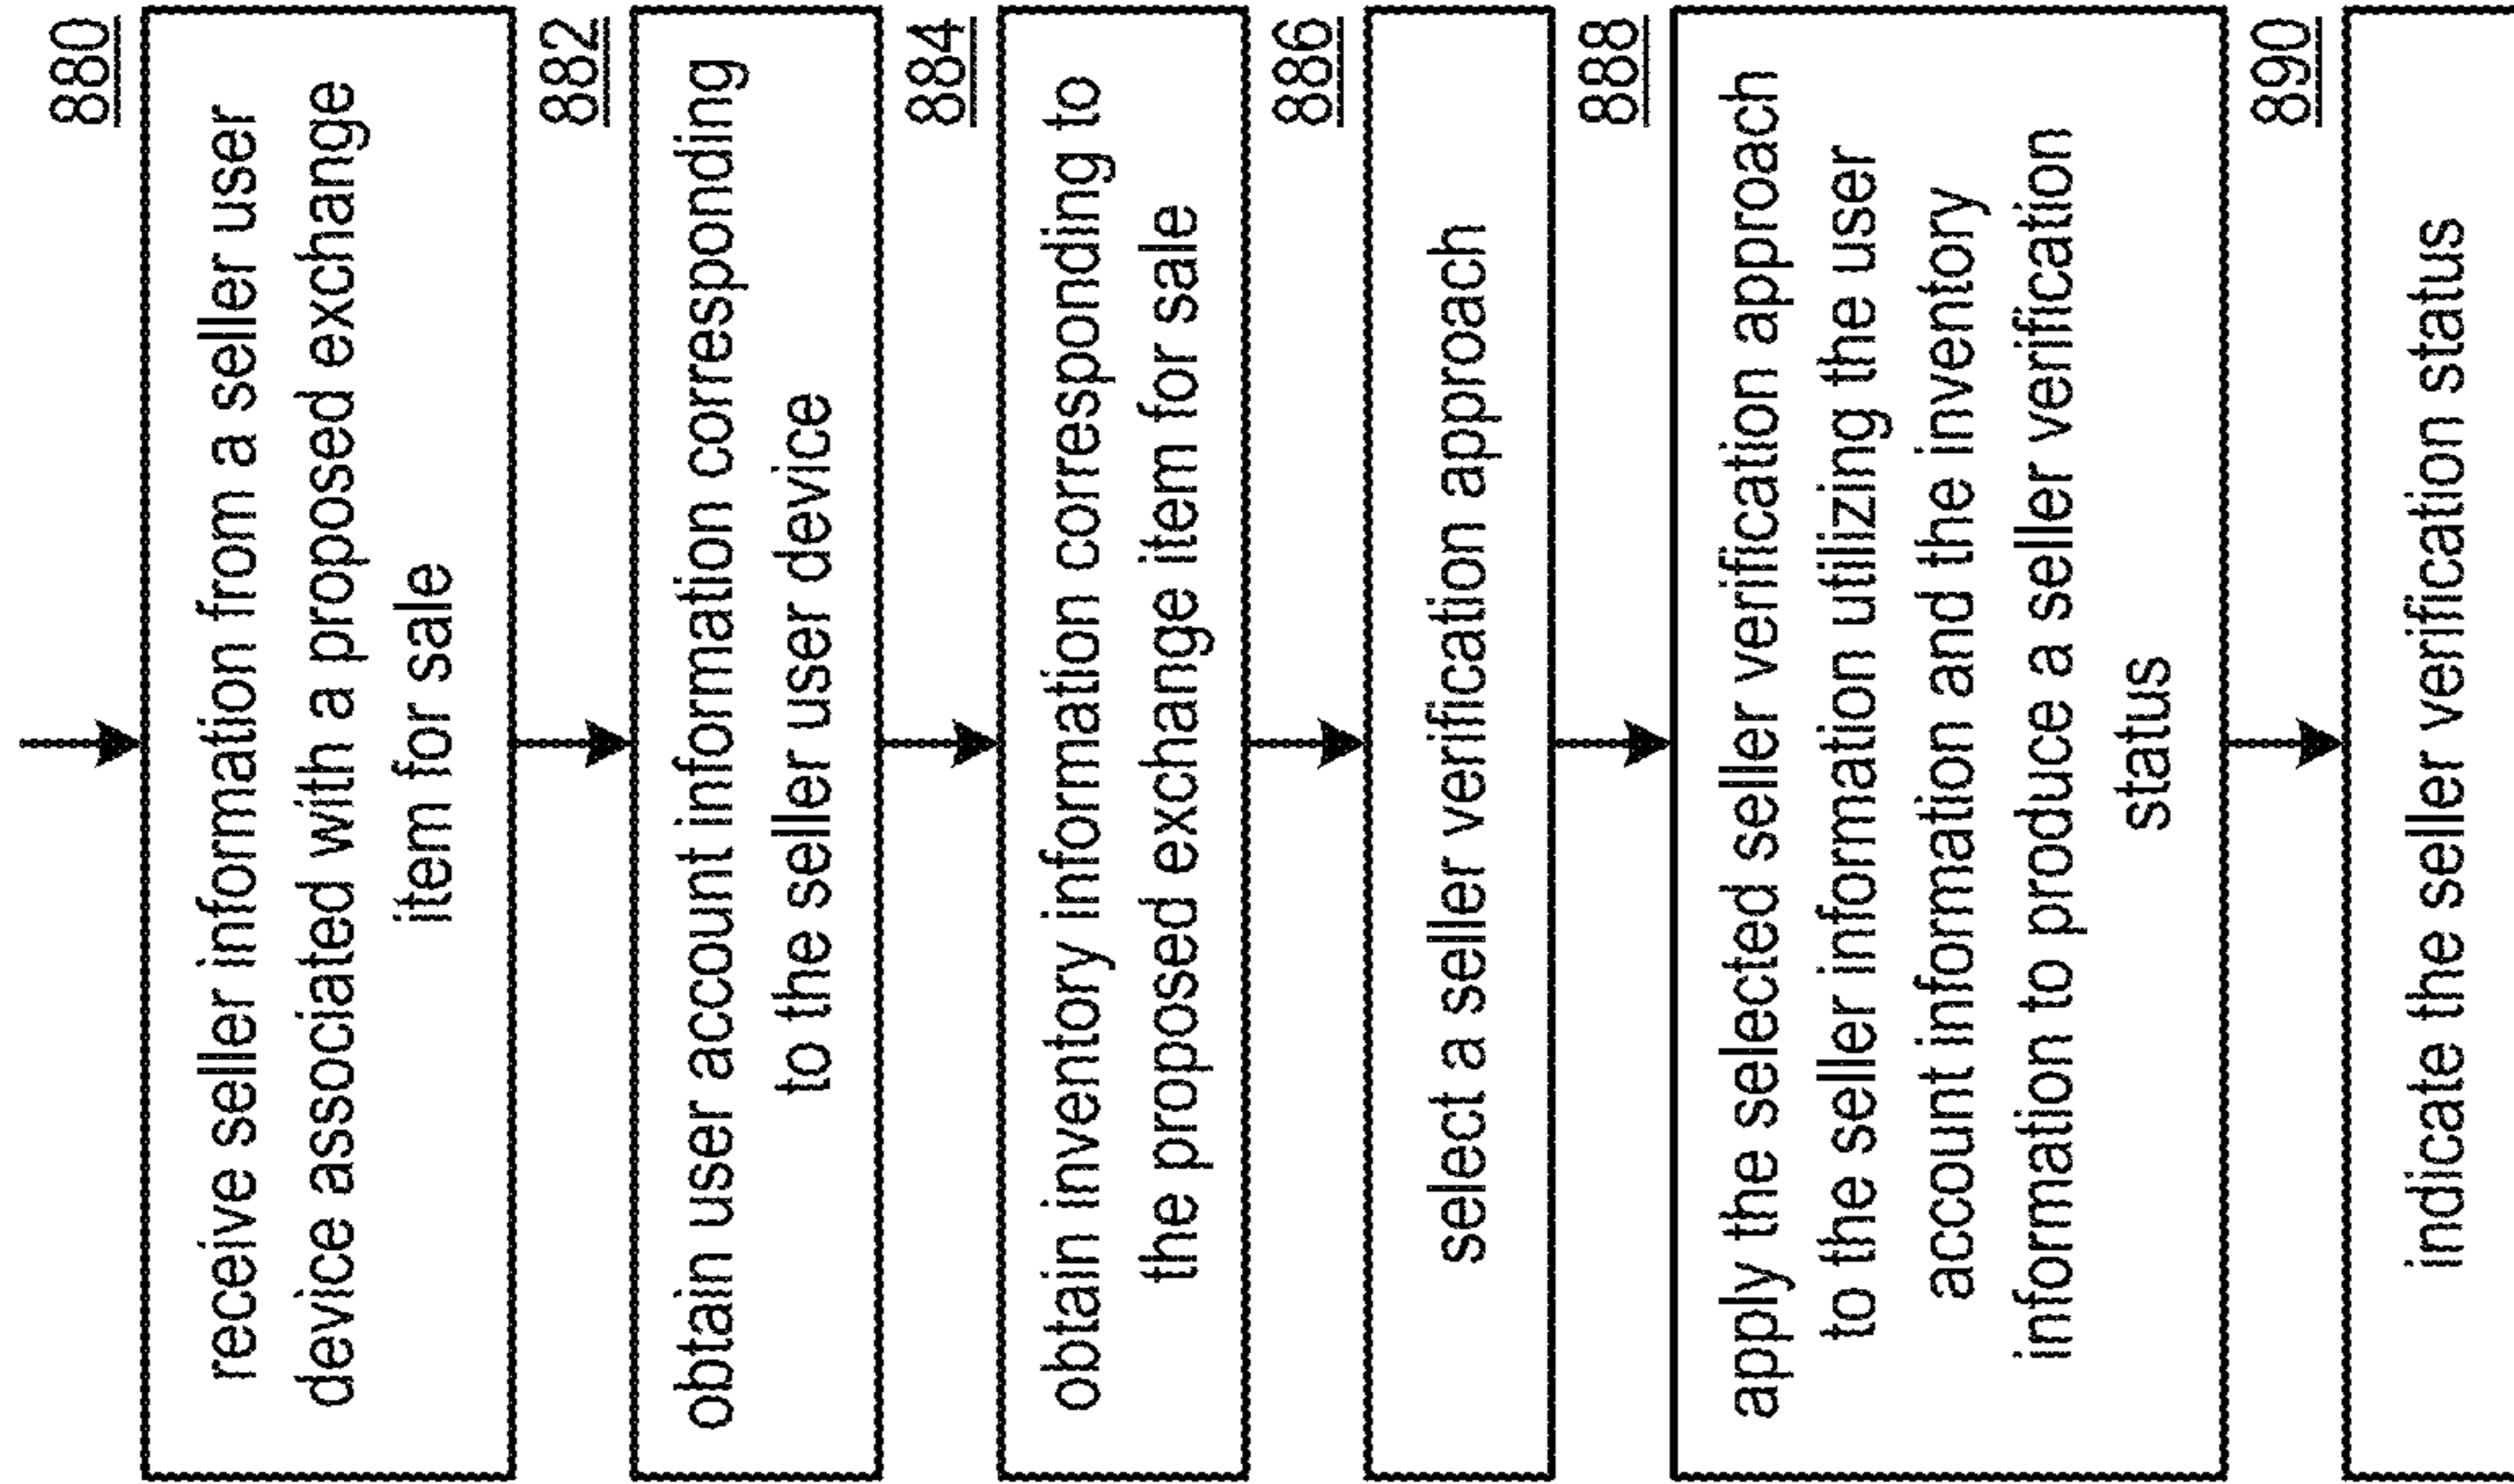 880
receive seller information from a seller user
device associated with a proposed exchange
item for sale
882
obtain user account information corresponding
to the seller user device
884
obtain inventory information corresponding to
the proposed exchange item for sale
886
select a seller verification approach
888
apply the selected seller verification approach
to the seller information utilizing the user
account information and the inventory
information to produce a seller verification
status
890
indicate the seller verification status